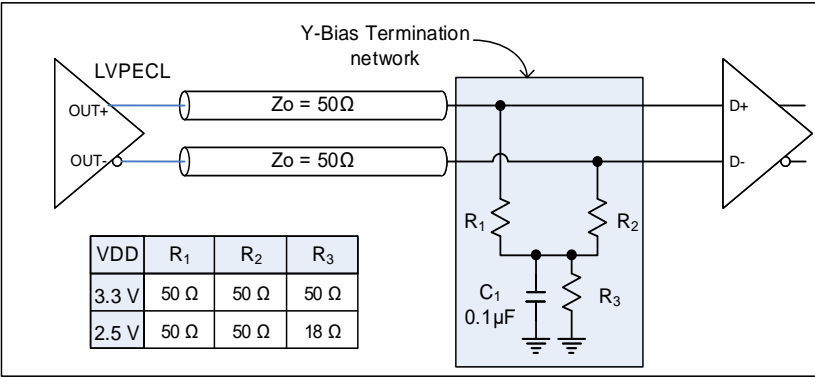 Y-Bias Termination
network
LVPECL
OUT+
Zo = 50Ω
D+
OUT-
Zo = 50Ω
D-
R1
R2
VDD R1 R2 R3
3.3 V 50 Ω 50 Ω 50 Ω
2.5 V 50 Ω 50 Ω 18 Ω
C1
0.1µF
R3